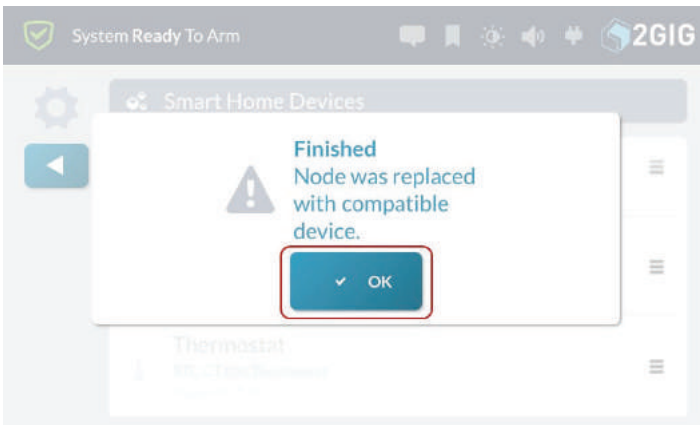 System Ready To Arm
2GIG
Smart Home Devices
Finished
Node was replaced
with compatible
device.
OK
Thermostat